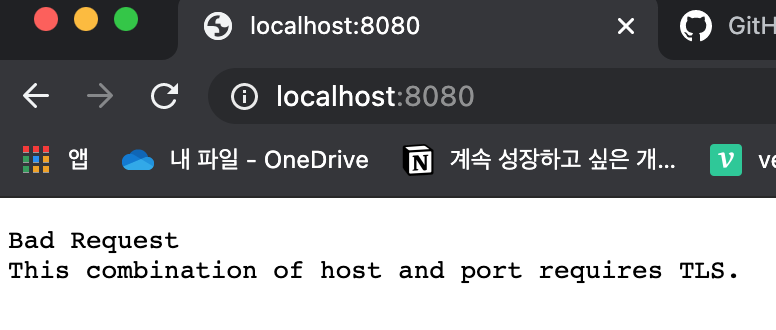 localhost:8080
GitH
localhost:8080
앱
내 파일 - OneDrive
계속 성장하고 싶은 개...
ve
Bad Request
This combination of host and port requires TLS.